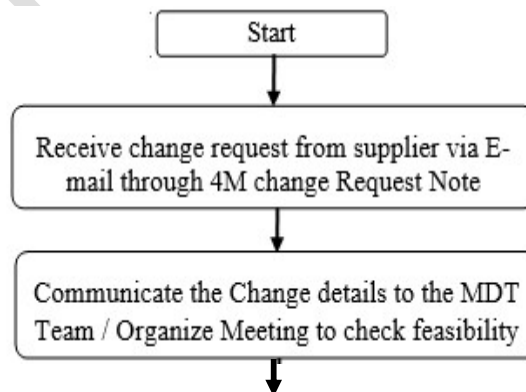 Start
Receive change request from supplier via E-
mail through 4M change Request Note
Communicate the Change details to the MDT
Team / Organize Meeting to check feasibility